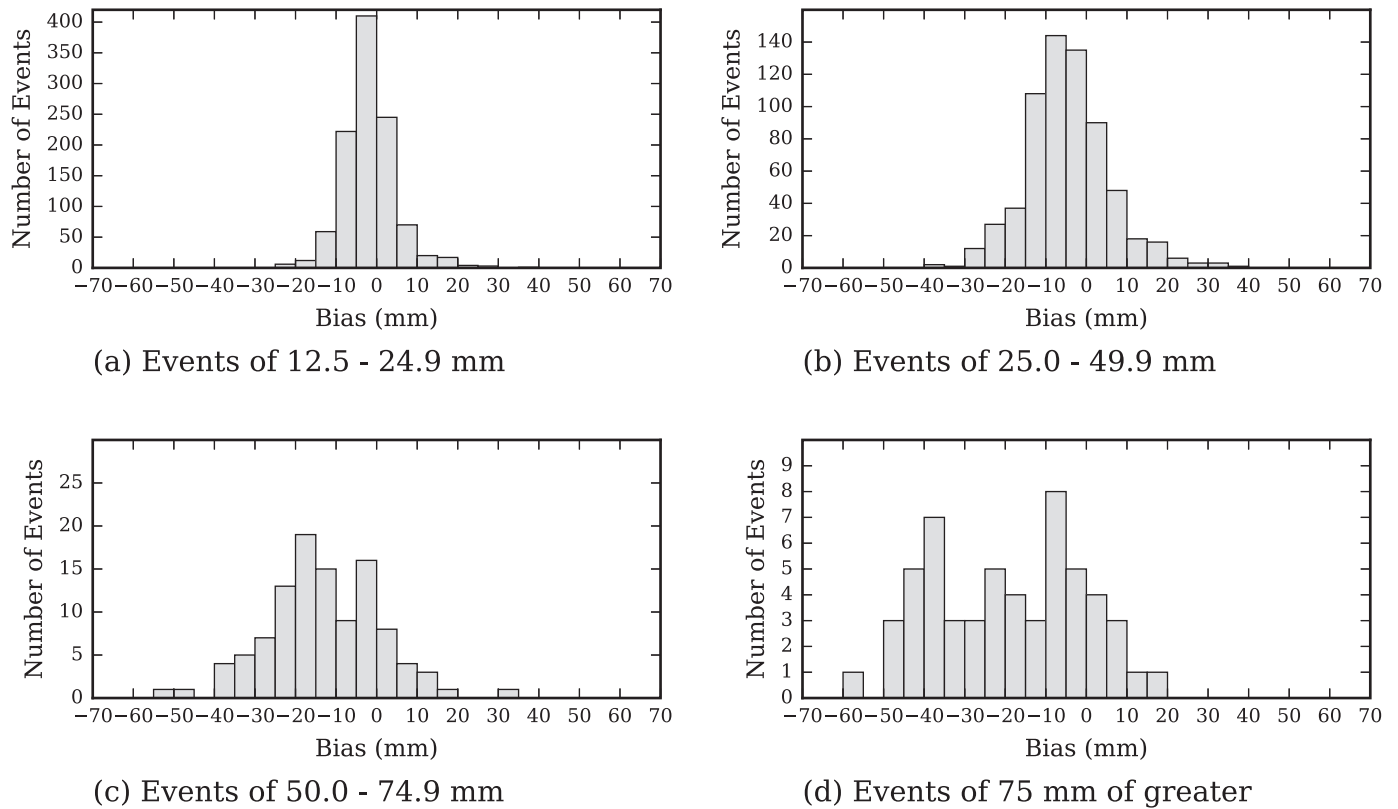 400
350
300
250
200
150
100
50
0
Number of Events
−70 −60 −50 −40 −30 −20 −10 0 10 20 30 40 50 60 70
Bias (mm)
(a) Events of 12.5 - 24.9 mm
140
120
100
80
60
40
20
0
Number of Events
−70 −60 −50 −40 −30 −20 −10 0 10 20 30 40 50 60 70
Bias (mm)
(b) Events of 25.0 - 49.9 mm
25
20
15
10
5
0
Number of Events
−70 −60 −50 −40 −30 −20 −10 0 10 20 30 40 50 60 70
Bias (mm)
(c) Events of 50.0 - 74.9 mm
9
8
7
6
5
4
3
2
1
0
Number of Events
−70 −60 −50 −40 −30 −20 −10 0 10 20 30 40 50 60 70
Bias (mm)
(d) Events of 75 mm of greater